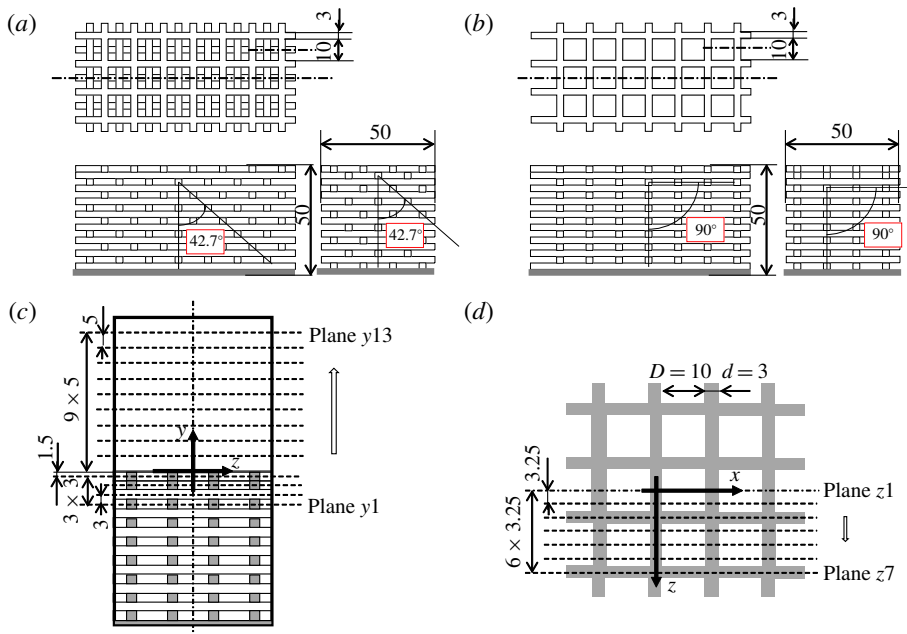 (a)
3
10
50
50
42.7°
42.7°
(b)
3
10
50
50
90°
90°
(c)
5
9 × 5
1.5
3 × 3
3
y
z
Plane y13
Plane y1
(d)
D = 10
d = 3
3.25
6 × 3.25
x
z
Plane z1
Plane z7